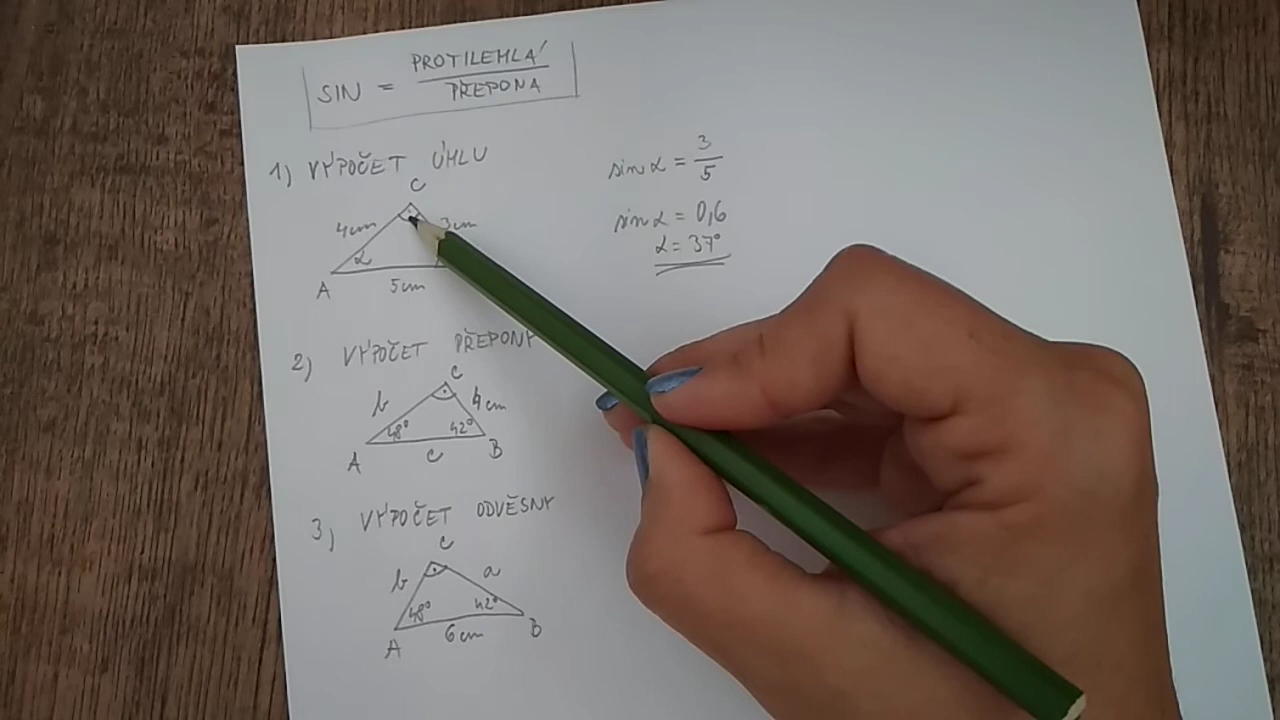 SIN = PROTILEHLÁ
PŘEPONA
1) VÝPOČET ÚHLU
C
4cm
3cm
α
A
5cm
sin α = 3/5
sin α = 0,6
α = 37°
2) VÝPOČET PŘEPONY
C
b
4cm
48°
42°
A
c
B
3) VÝPOČET ODVĚSNY
C
b
a
48°
42°
A
6cm
B